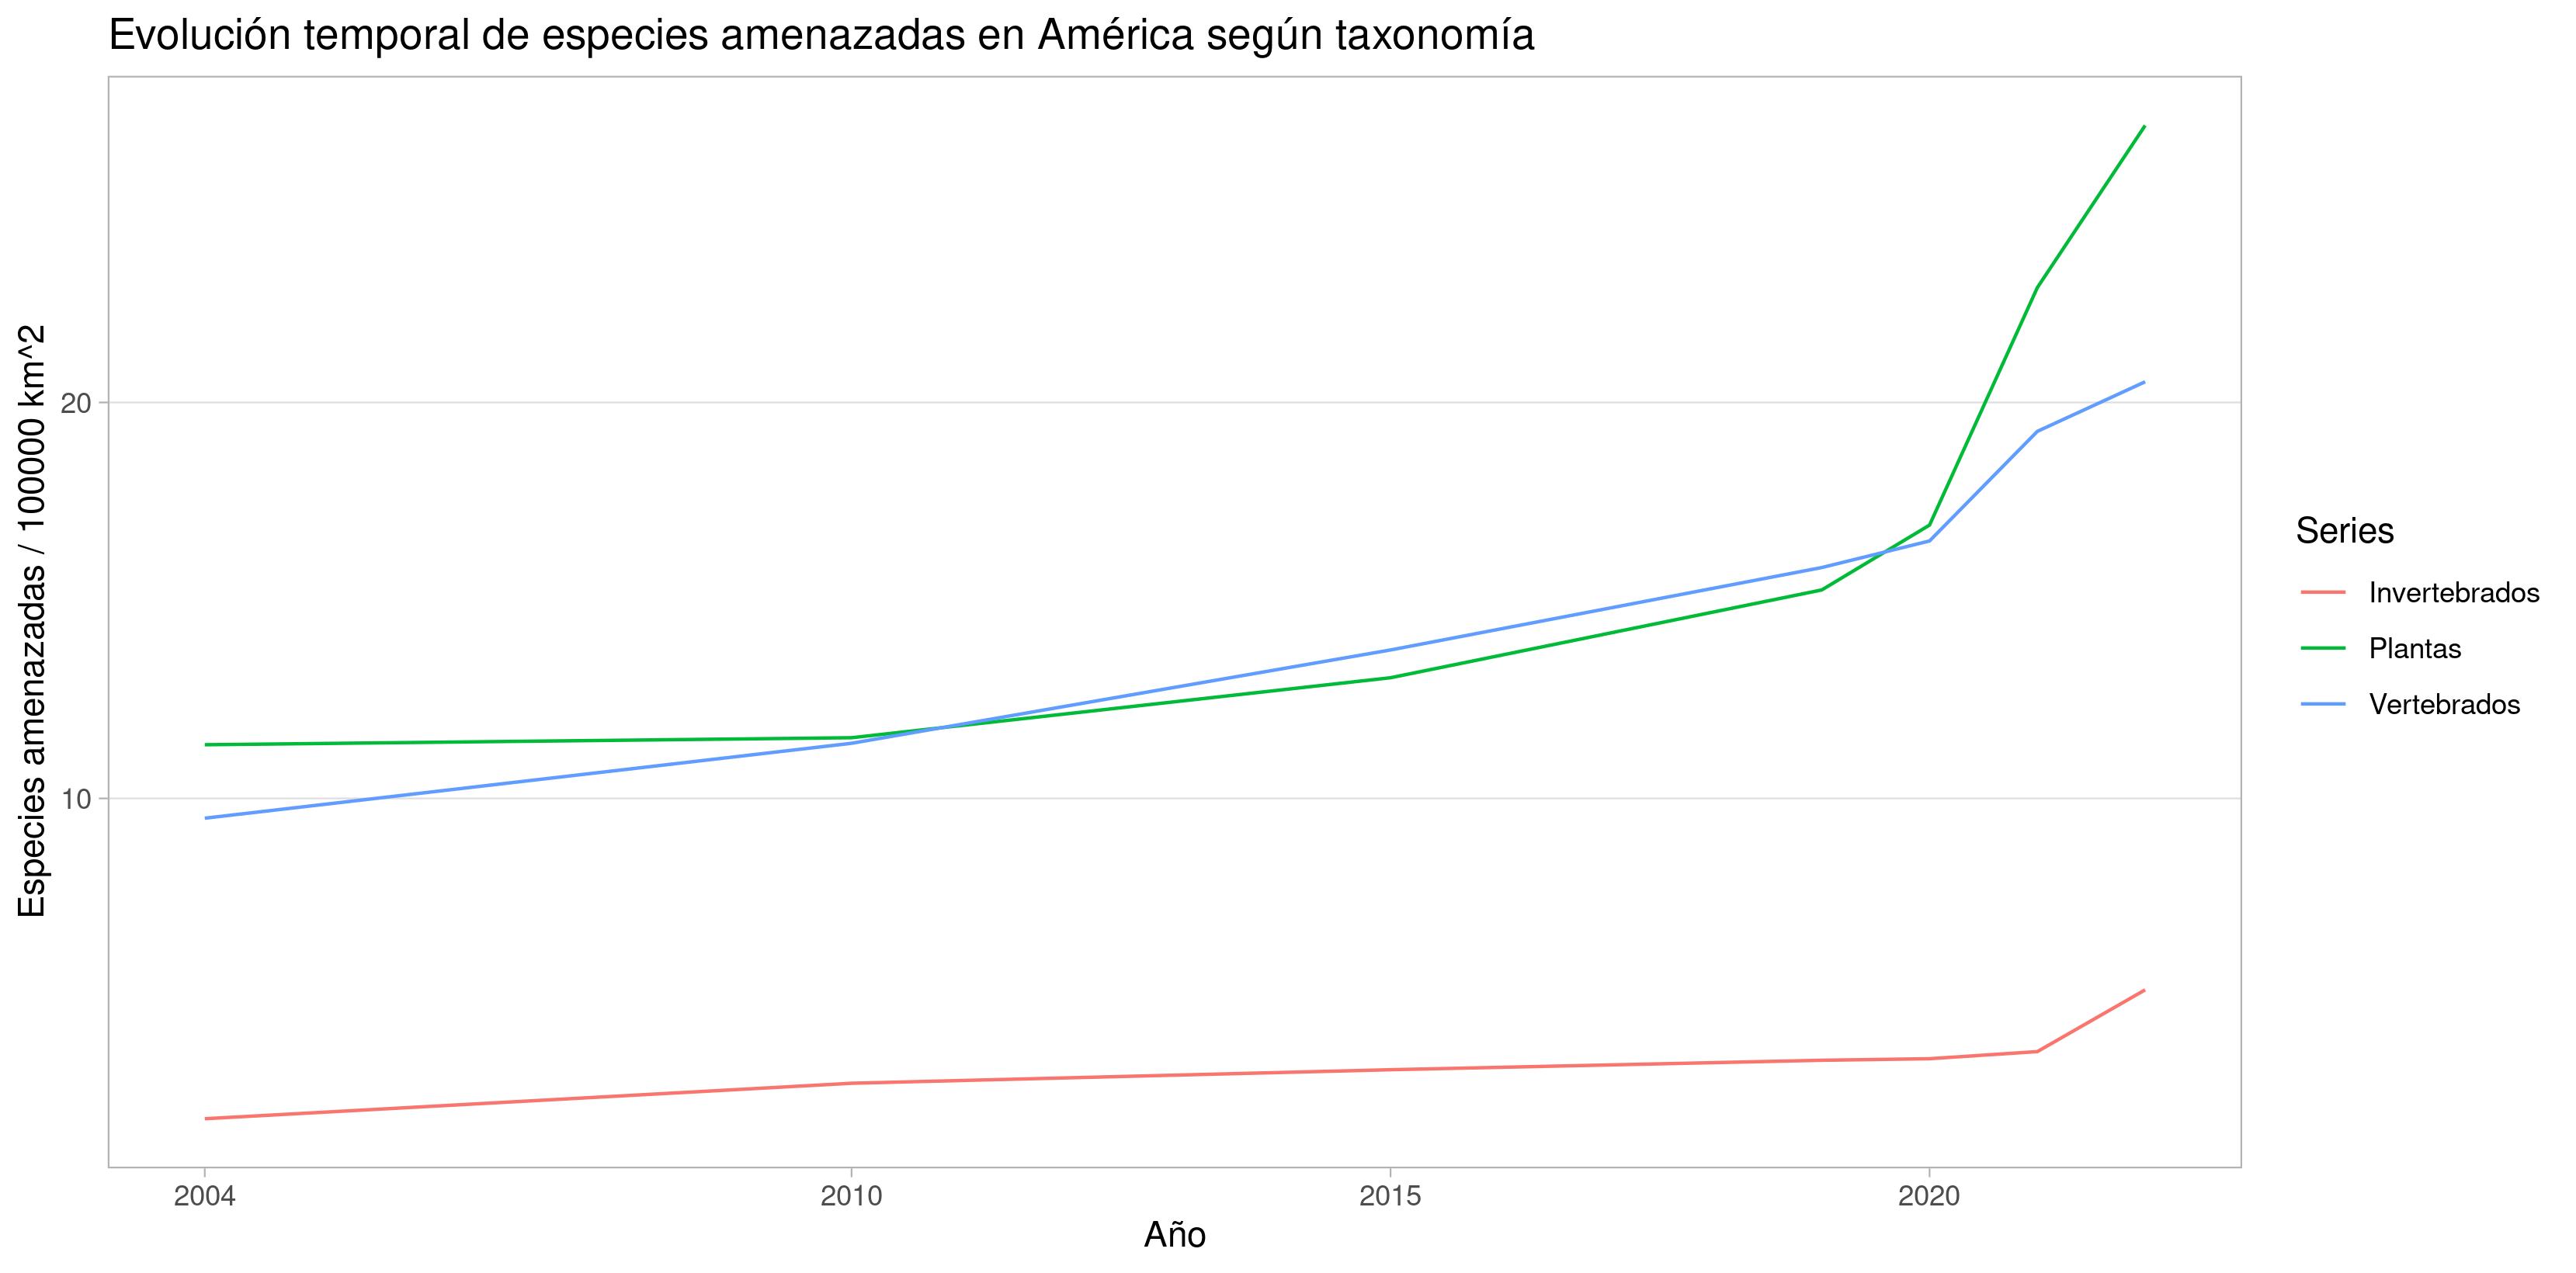 Evolución temporal de especies amenazadas en América según taxonomía
Especies amenazadas / 100000 km^2
20
10
2004
2010
2015
2020
Año
Series
Invertebrados
Plantas
Vertebrados